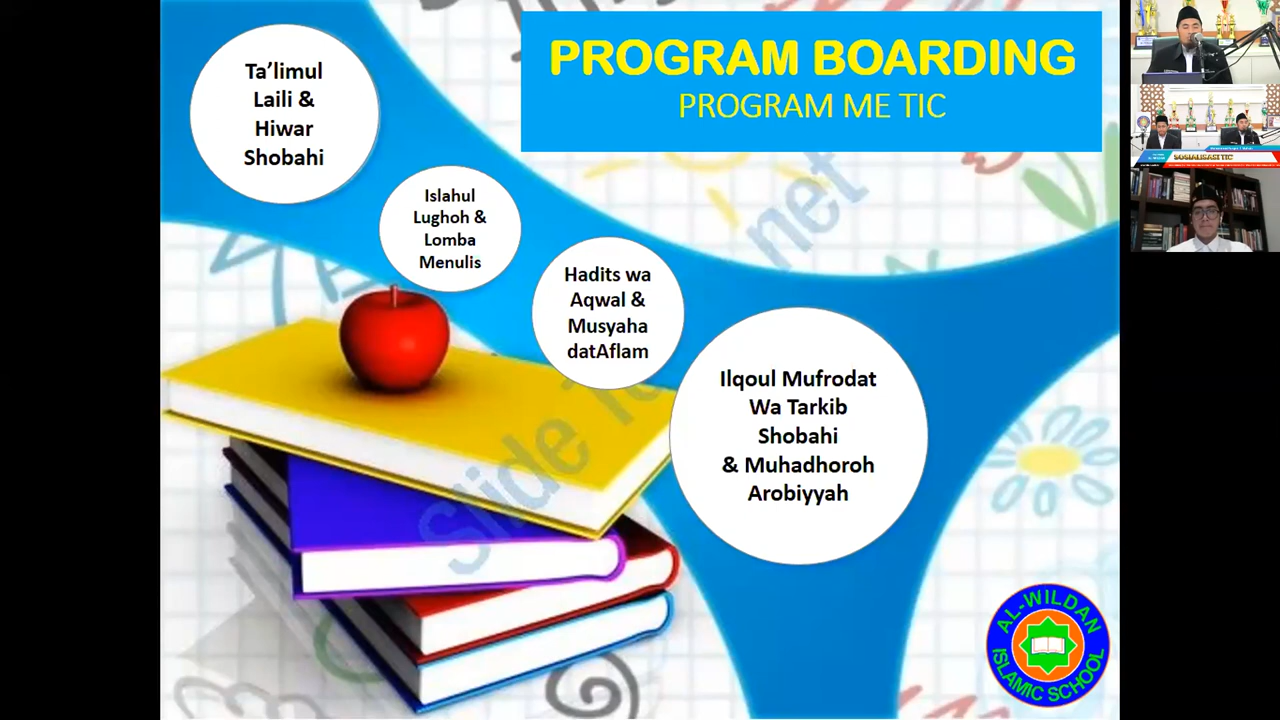 PROGRAM BOARDING
PROGRAM ME TIC
Ta’limul
Laili &
Hiwar
Shobahi
Islahul
Lughoh &
Lomba
Menulis
Hadits wa
Aqwal &
Musyaha
datAflam
Ilqoul Mufrodat
Wa Tarkib
Shobahi
& Muhadhoroh
Arobiyyah
AL-WILDAN
ISLAMIC SCHOOL
SOSIALISASI TIC